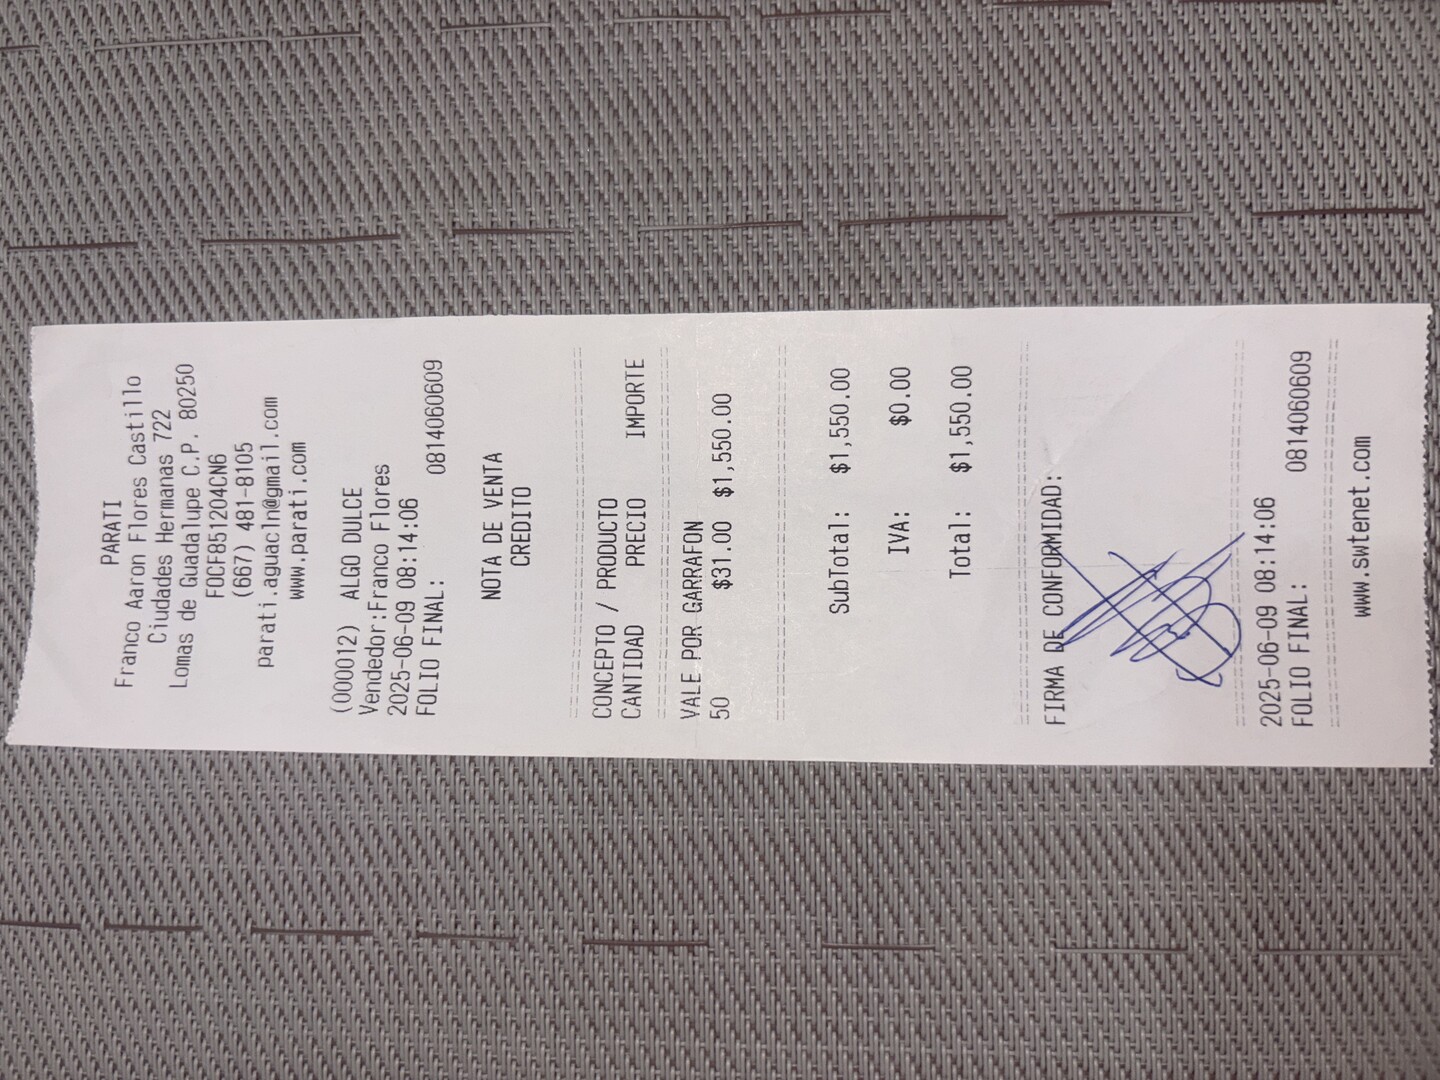 PARATI
Franco Aaron Flores Castillo
Ciudades Hermanas 722
Lomas de Guadalupe C.P. 80250
FOCF851204CN6
(667) 481-8105
parati.aguacln@gmail.com
www.parati.com
(000012) ALGO DULCE
Vendedor:Franco Flores
2025-06-09 08:14:06
FOLIO FINAL: 0814060609
NOTA DE VENTA
CREDITO
CONCEPTO / PRODUCTO
CANTIDAD PRECIO IMPORTE
VALE POR GARRAFON
50 $31.00 $1,550.00
SubTotal: $1,550.00
IVA: $0.00
Total: $1,550.00
FIRMA DE CONFORMIDAD:
2025-06-09 08:14:06
FOLIO FINAL: 0814060609
www.swtenet.com